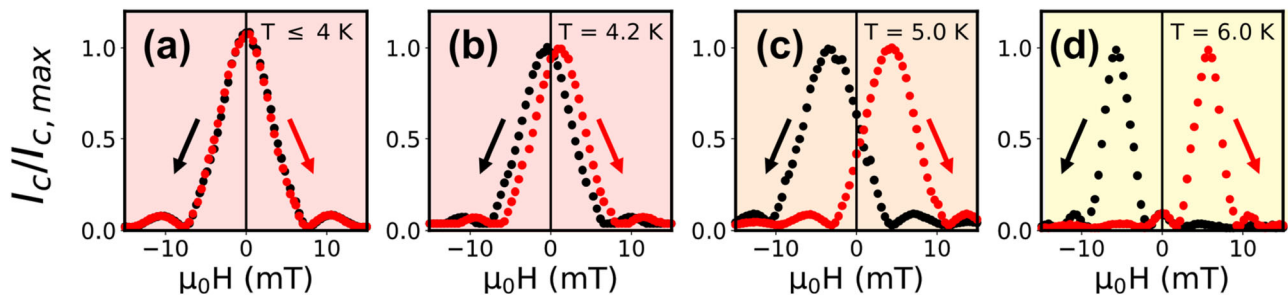 (a) T ≤ 4 K
(b) T = 4.2 K
(c) T = 5.0 K
(d) T = 6.0 K
I_c/I_{c, max}
1.0
0.5
0.0
1.0
0.5
0.0
1.0
0.5
0.0
1.0
0.5
0.0
−10 0 10
−10 0 10
−10 0 10
−10 0 10
μ₀H (mT)
μ₀H (mT)
μ₀H (mT)
μ₀H (mT)